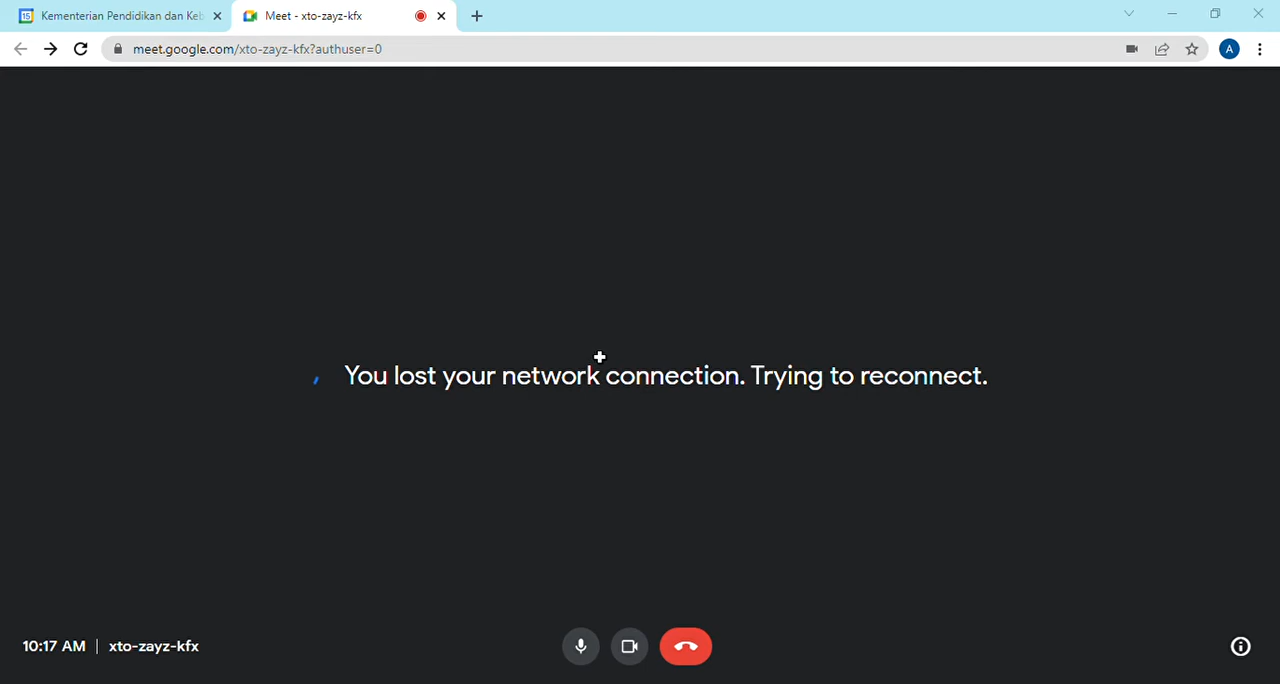 15 Kementerian Pendidikan dan Keb
Meet - xto-zayz-kfx
meet.google.com/xto-zayz-kfx?authuser=0
A
You lost your network connection. Trying to reconnect.
10:17 AM | xto-zayz-kfx